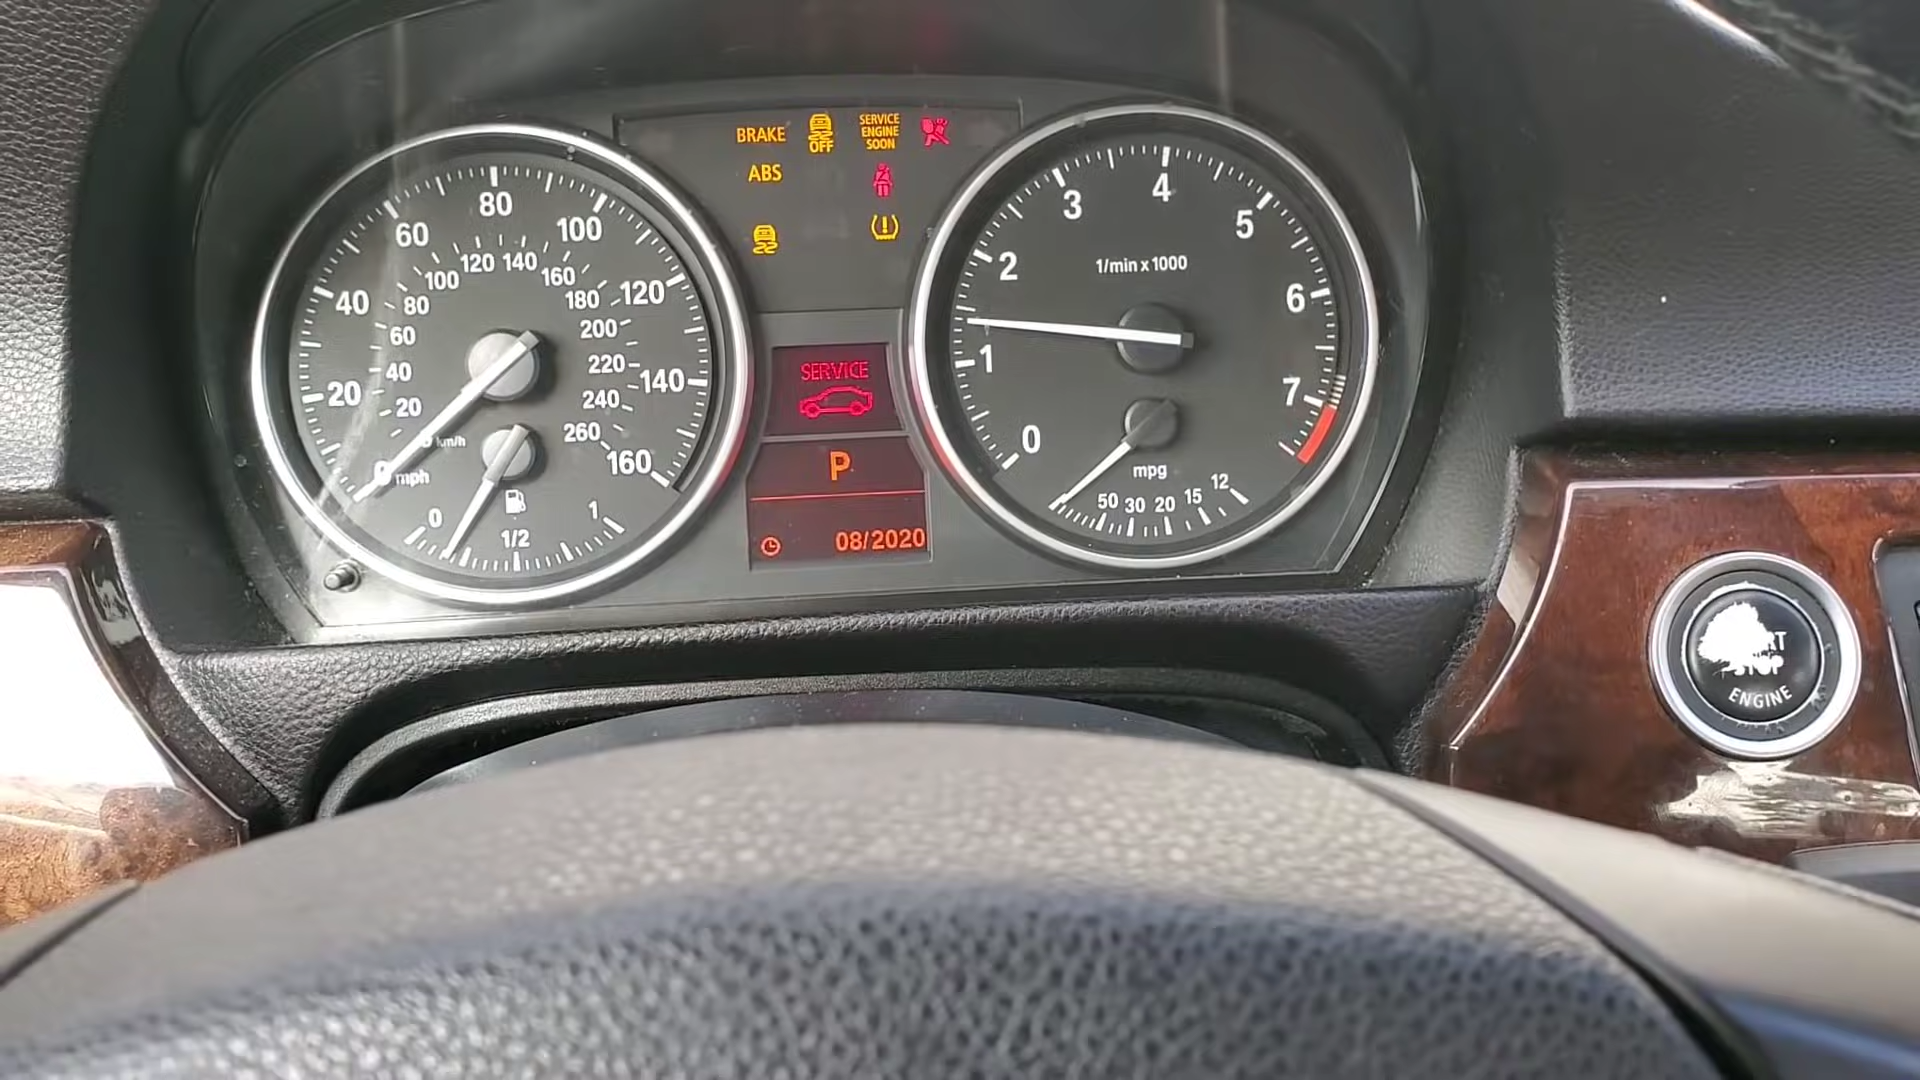 BRAKE
OFF
SERVICE
ENGINE
SOON
ABS
0
20
40
60
80
100
120
140
160
mph
20
40
60
80
100
120
140
160
180
200
220
240
260
km/h
0
1/2
1
SERVICE
P
08/2020
0
1
2
3
4
5
6
7
1/min x 1000
mpg
50 30 20 15 12
STOP
ENGINE